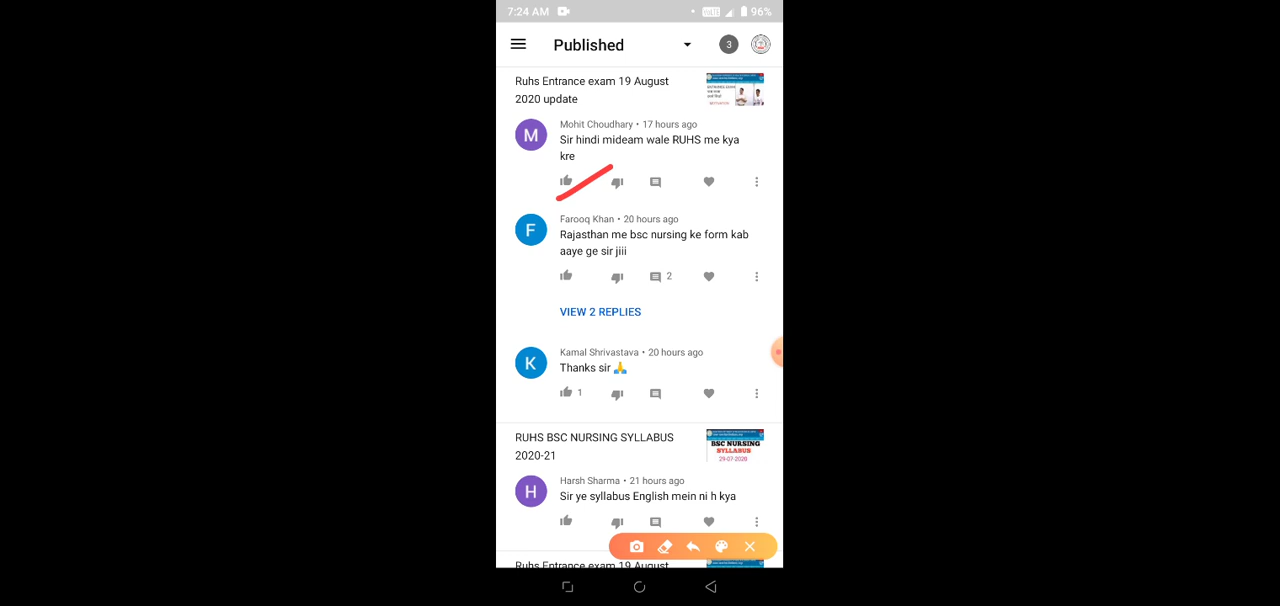 7:24 AM
96%
Published
3
Ruhs Entrance exam 19 August
2020 update
Mohit Choudhary • 17 hours ago
M
Sir hindi mideam wale RUHS me kya
kre
Farooq Khan • 20 hours ago
F
Rajasthan me bsc nursing ke form kab
aaye ge sir jiii
2
VIEW 2 REPLIES
Kamal Shrivastava • 20 hours ago
K
Thanks sir 🙏
1
RUHS BSC NURSING SYLLABUS
2020-21
BSC NURSING
SYLLABUS
29-07-2020
Harsh Sharma • 21 hours ago
H
Sir ye syllabus English mein ni h kya
Ruhs Entrance exam 19 August